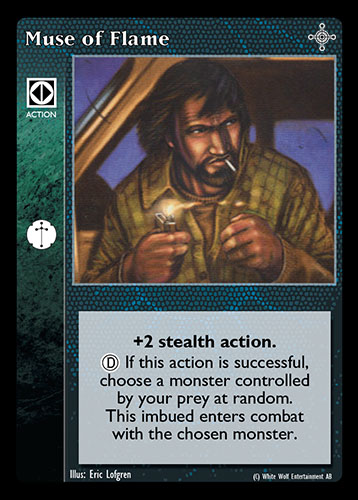 Muse of Flame
ACTION
+2 stealth action.
D If this action is successful,
choose a monster controlled
by your prey at random.
This imbued enters combat
with the chosen monster.
Illus: Eric Lofgren
(C) White Wolf Entertainment AB